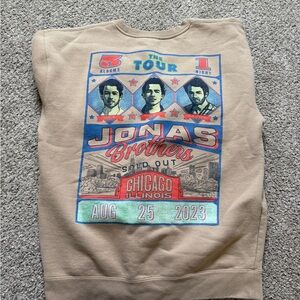 5 THE 1
ALBUMS TOUR NIGHT
JONAS
Brothers
SOLD OUT
CHICAGO
ILLINOIS
AUG 25 2023